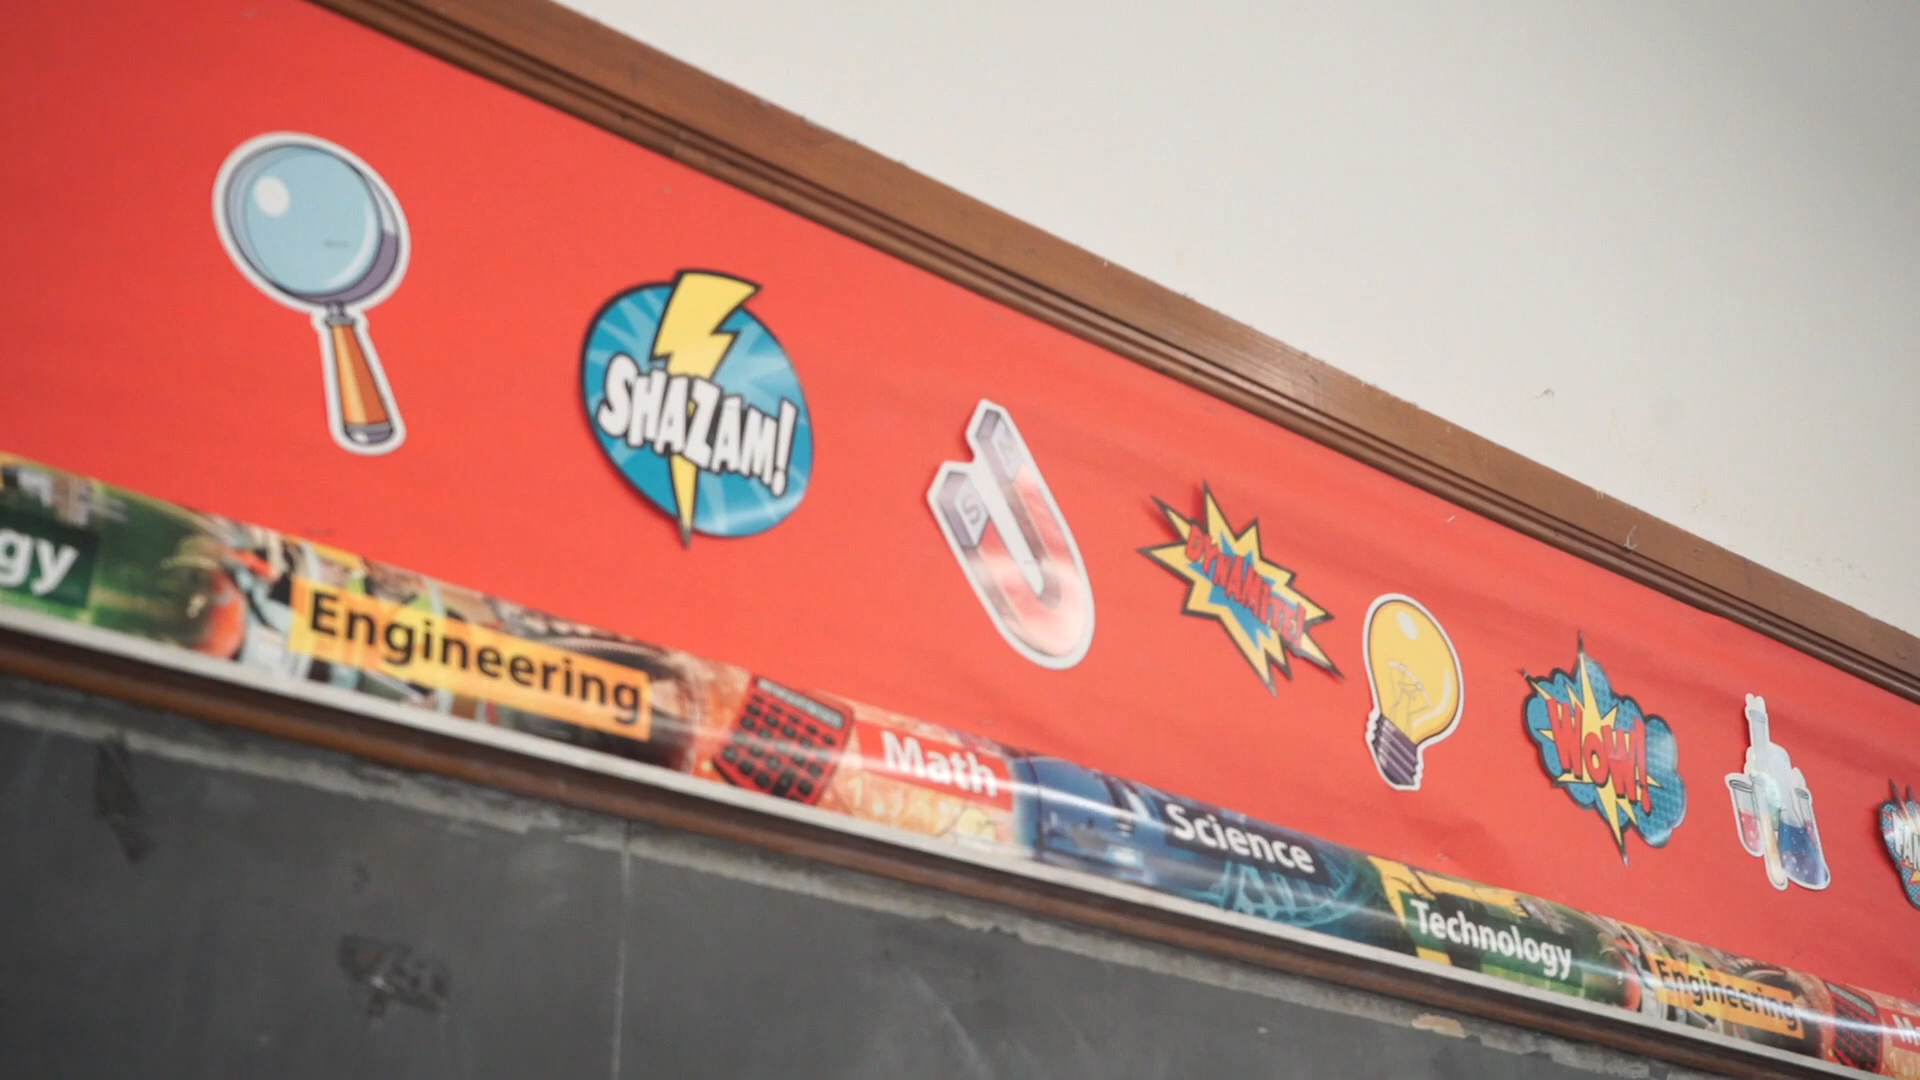 SHAZAM!
S
DYNAMITE!
WOW!
gy
Engineering
Math
Science
Technology
Engineering
M